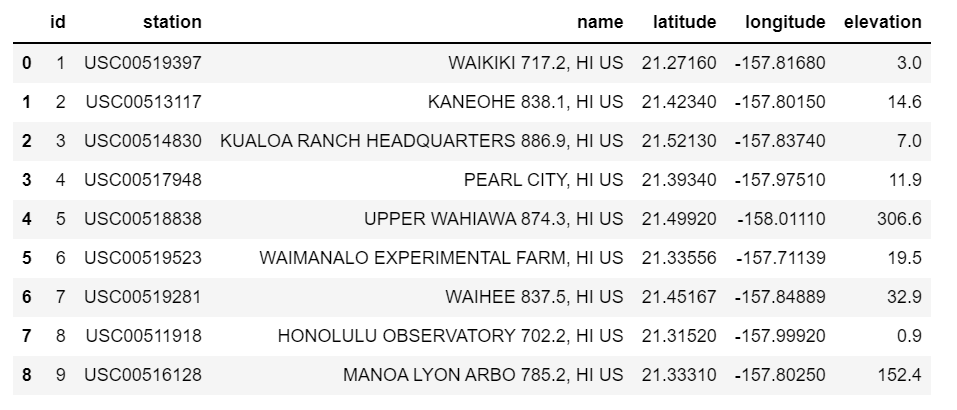 id station name latitude longitude elevation
0 1 USC00519397 WAIKIKI 717.2, HI US 21.27160 -157.81680 3.0
1 2 USC00513117 KANEOHE 838.1, HI US 21.42340 -157.80150 14.6
2 3 USC00514830 KUALOA RANCH HEADQUARTERS 886.9, HI US 21.52130 -157.83740 7.0
3 4 USC00517948 PEARL CITY, HI US 21.39340 -157.97510 11.9
4 5 USC00518838 UPPER WAHIAWA 874.3, HI US 21.49920 -158.01110 306.6
5 6 USC00519523 WAIMANALO EXPERIMENTAL FARM, HI US 21.33556 -157.71139 19.5
6 7 USC00519281 WAIHEE 837.5, HI US 21.45167 -157.84889 32.9
7 8 USC00511918 HONOLULU OBSERVATORY 702.2, HI US 21.31520 -157.99920 0.9
8 9 USC00516128 MANOA LYON ARBO 785.2, HI US 21.33310 -157.80250 152.4